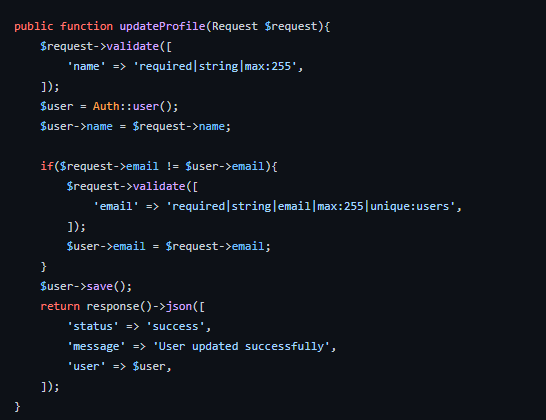 public function updateProfile(Request $request){
    $request->validate([
        'name' => 'required|string|max:255',
    ]);
    $user = Auth::user();
    $user->name = $request->name;

    if($request->email != $user->email){
        $request->validate([
            'email' => 'required|string|email|max:255|unique:users',
        ]);
        $user->email = $request->email;
    }
    $user->save();
    return response()->json([
        'status' => 'success',
        'message' => 'User updated successfully',
        'user' => $user,
    ]);
}